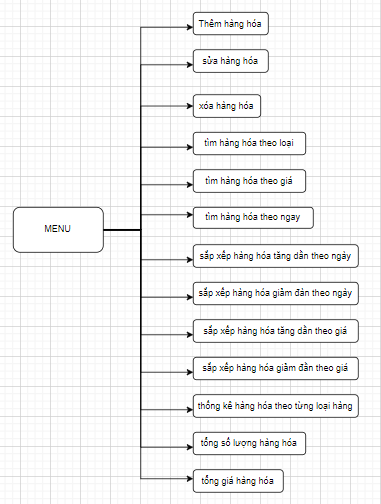 Thêm hàng hóa
sửa hàng hóa
xóa hàng hóa
tìm hàng hóa theo loại
tìm hàng hóa theo giá
tìm hàng hóa theo ngay
MENU
sắp xếp hàng hóa tăng dần theo ngày
sắp xếp hàng hóa giảm đản theo ngày
sắp xếp hàng hóa tăng dần theo giá
sắp xếp hàng hóa giảm đần theo giá
thống kê hàng hóa theo từng loại hàng
tổng số lượng hàng hóa
tổng giá hàng hóa